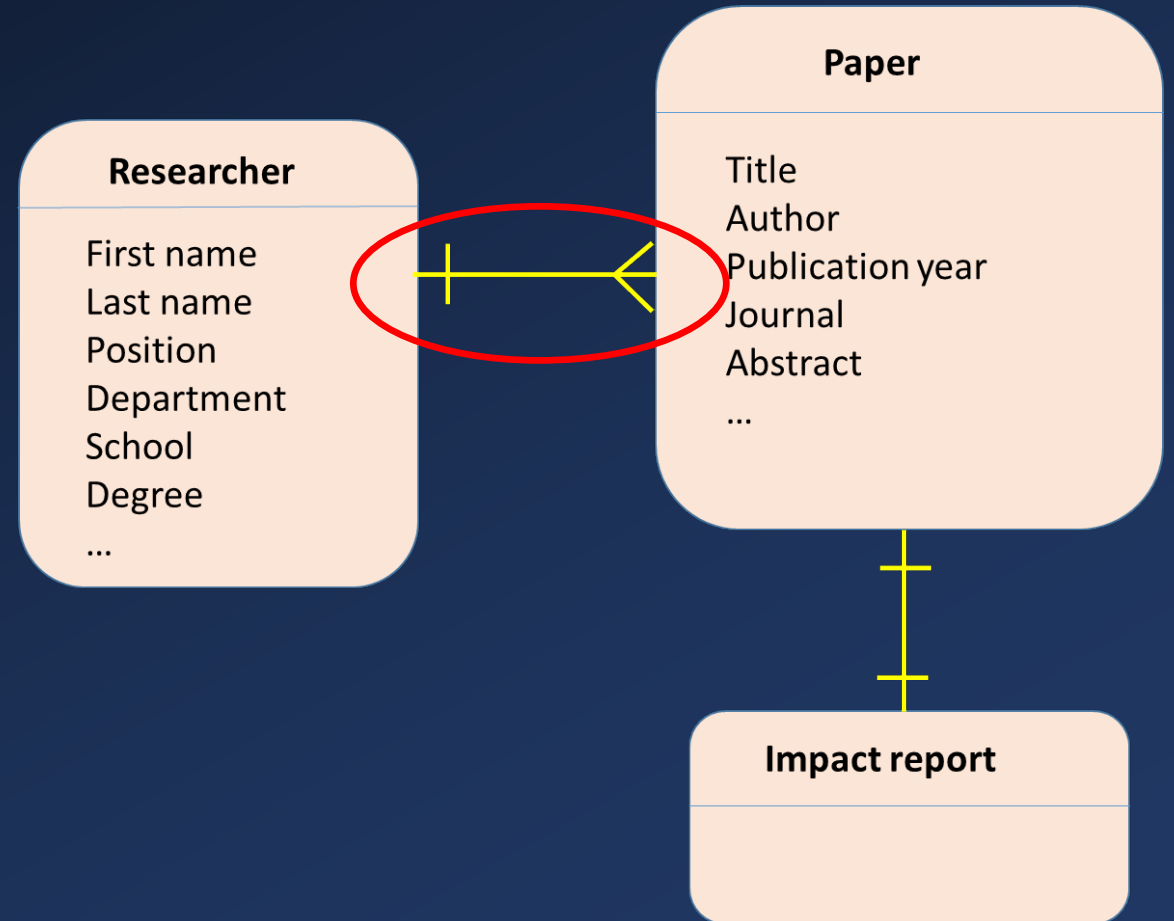 Researcher
First name
Last name
Position
Department
School
Degree
...
Paper
Title
Author
Publication year
Journal
Abstract
...
Impact report